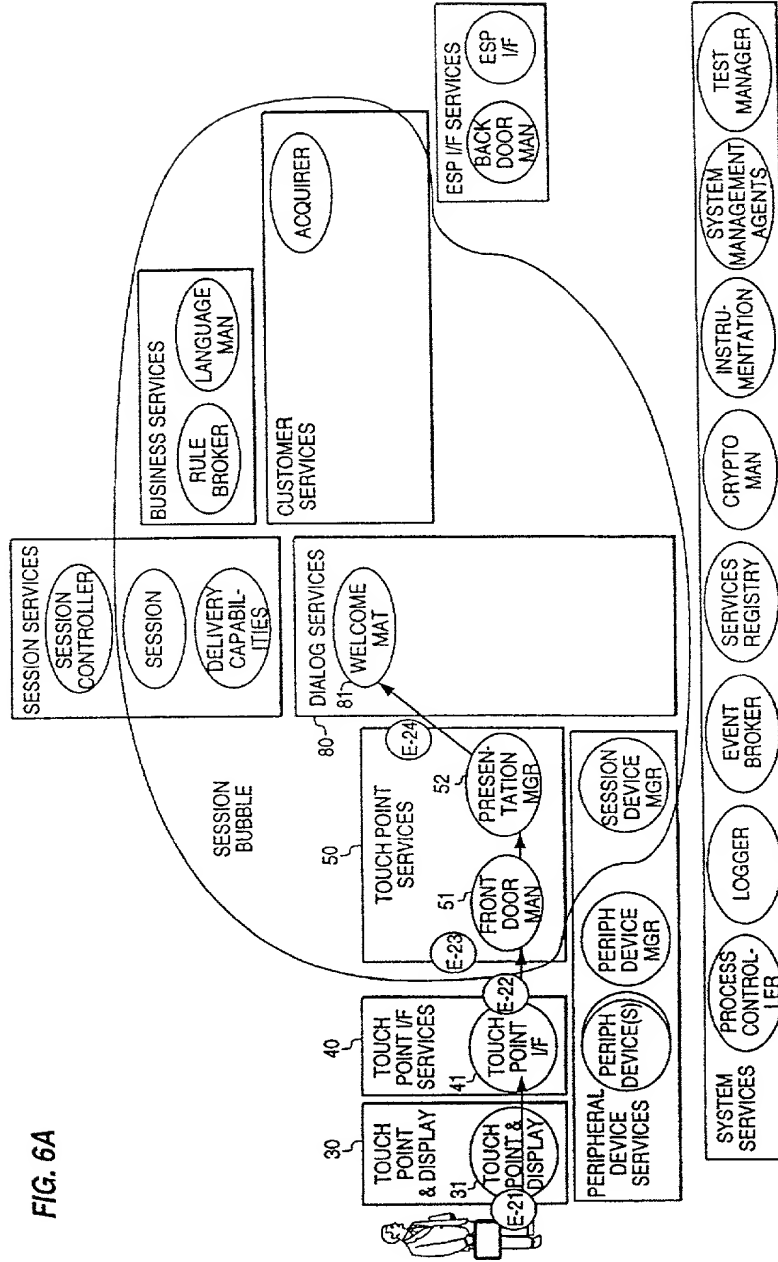 FIG. 6A
SESSION SERVICES
SESSION
CONTROLLER
SESSION
DELIVERY
CAPABIL-
ITIES
BUSINESS SERVICES
RULE
BROKER
LANGUAGE
MAN
SESSION
BUBBLE
CUSTOMER
SERVICES
ACQUIRER
30
TOUCH
POINT
& DISPLAY
31
TOUCH
POINT &
DISPLAY
E-21
40
TOUCH
POINT I/F
SERVICES
41
TOUCH
POINT
I/F
E-22
50
TOUCH POINT
SERVICES
E-23
51
FRONT
DOOR
MAN
52
PRESEN-
TATION
MGR
E-24
80
DIALOG SERVICES
81
WELCOME
MAT
ESP I/F SERVICES
BACK
DOOR
MAN
ESP
I/F
PERIPHERAL
DEVICE
SERVICES
PERIPH
DEVICE(S)
PERIPH
DEVICE
MGR
SESSION
DEVICE
MGR
SYSTEM
SERVICES
PROCESS
CONTROL-
LER
LOGGER
EVENT
BROKER
SERVICES
REGISTRY
CRYPTO
MAN
INSTRU-
MENTATION
SYSTEM
MANAGEMENT
AGENTS
TEST
MANAGER